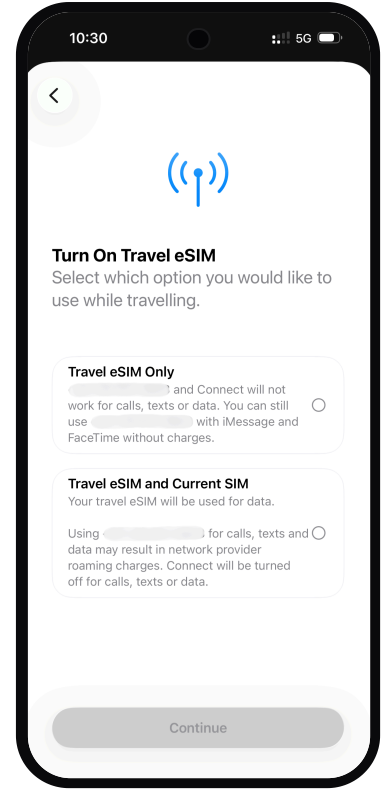 10:30
5G
Turn On Travel eSIM
Select which option you would like to
use while travelling.
Travel eSIM Only
and Connect will not
work for calls, texts or data. You can still
use with iMessage and
FaceTime without charges.
Travel eSIM and Current SIM
Your travel eSIM will be used for data.
Using for calls, texts and
data may result in network provider
roaming charges. Connect will be turned
off for calls, texts or data.
Continue